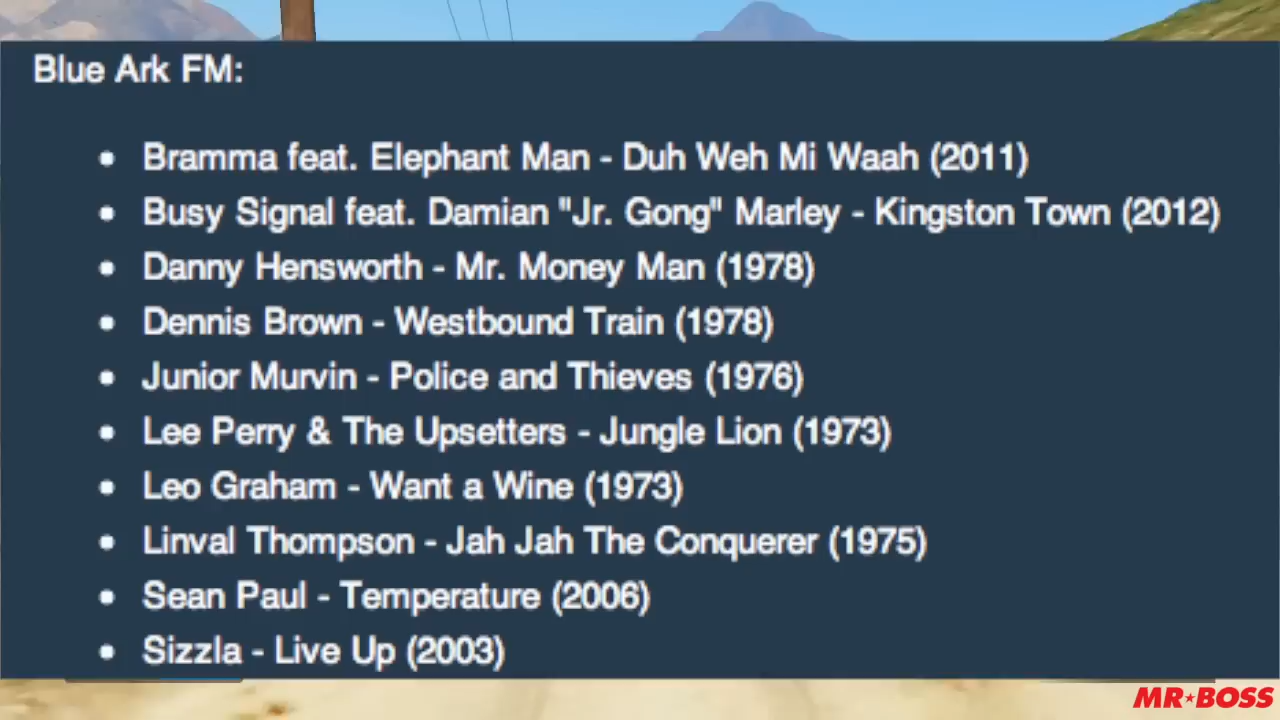 Blue Ark FM:
• Bramma feat. Elephant Man - Duh Weh Mi Waah (2011)
• Busy Signal feat. Damian "Jr. Gong" Marley - Kingston Town (2012)
• Danny Hensworth - Mr. Money Man (1978)
• Dennis Brown - Westbound Train (1978)
• Junior Murvin - Police and Thieves (1976)
• Lee Perry & The Upsetters - Jungle Lion (1973)
• Leo Graham - Want a Wine (1973)
• Linval Thompson - Jah Jah The Conquerer (1975)
• Sean Paul - Temperature (2006)
• Sizzla - Live Up (2003)
MR★BOSS